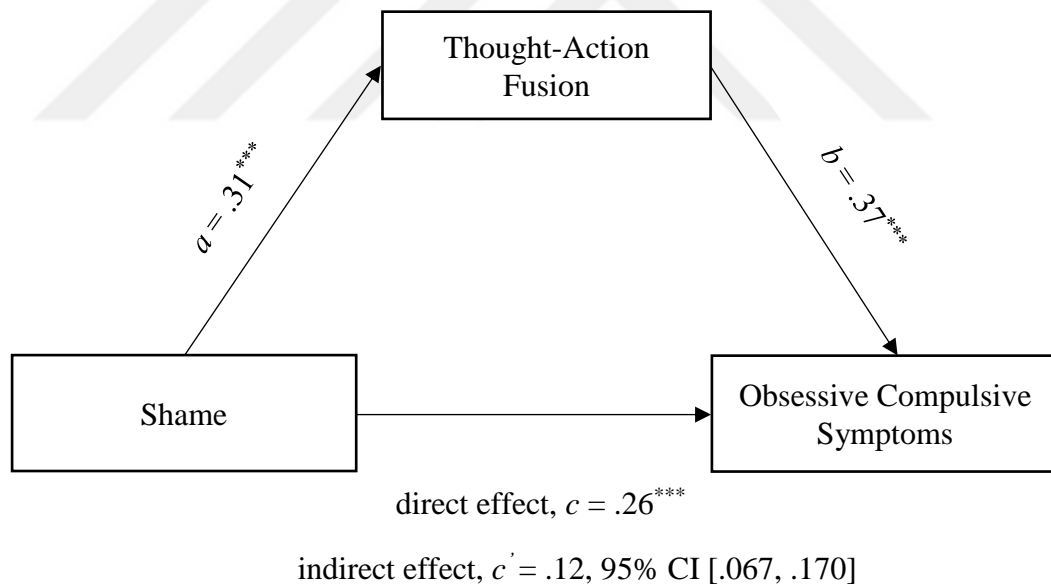 Thought-Action
Fusion
a = .31***
b = .37***
Shame
Obsessive Compulsive
Symptoms
direct effect, c = .26***
indirect effect, c’ = .12, 95% CI [.067, .170]